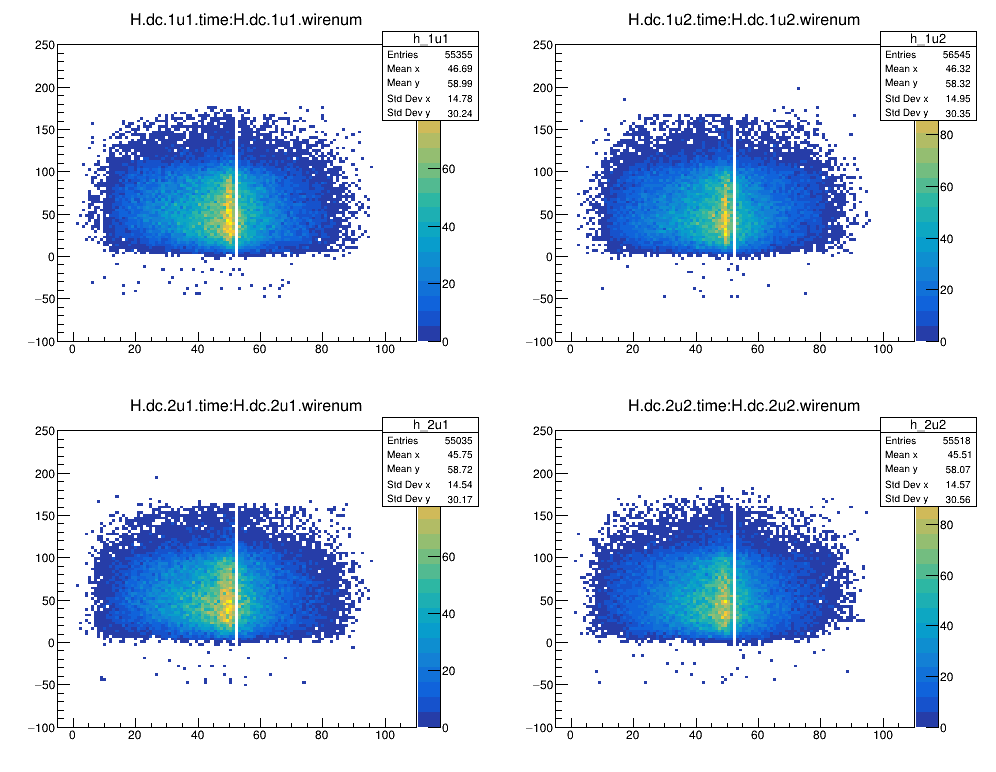 H.dc.1u1.time:H.dc.1u1.wirenum
h_1u1
Entries 55355
Mean x 46.69
Mean y 58.99
Std Dev x 14.78
Std Dev y 30.24
250
200
150
100
50
0
−50
−100
0 20 40 60 80 100
60
40
20
0
H.dc.1u2.time:H.dc.1u2.wirenum
h_1u2
Entries 56545
Mean x 46.32
Mean y 58.32
Std Dev x 14.95
Std Dev y 30.35
250
200
150
100
50
0
−50
−100
0 20 40 60 80 100
80
60
40
20
0
H.dc.2u1.time:H.dc.2u1.wirenum
h_2u1
Entries 55035
Mean x 45.75
Mean y 58.72
Std Dev x 14.54
Std Dev y 30.17
250
200
150
100
50
0
−50
−100
0 20 40 60 80 100
60
40
20
0
H.dc.2u2.time:H.dc.2u2.wirenum
h_2u2
Entries 55518
Mean x 45.51
Mean y 58.07
Std Dev x 14.57
Std Dev y 30.56
250
200
150
100
50
0
−50
−100
0 20 40 60 80 100
80
60
40
20
0